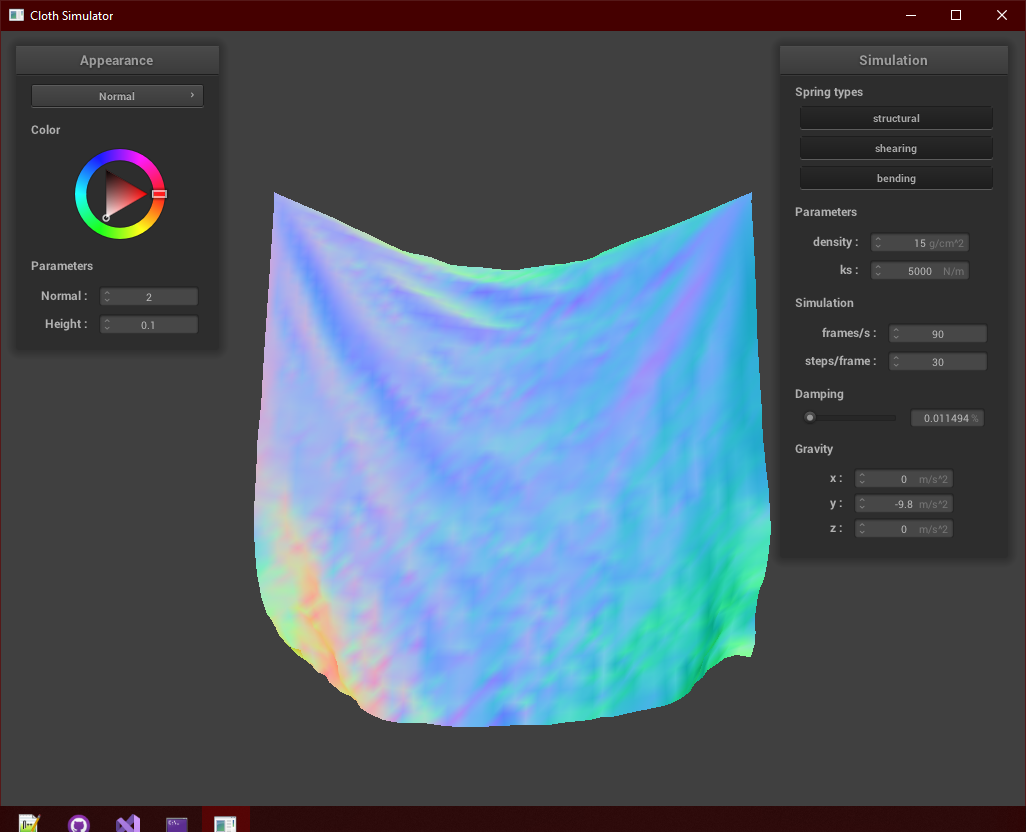 Cloth Simulator
Appearance
Normal
Color
Parameters
Normal : 2
Height : 0.1
Simulation
Spring types
structural
shearing
bending
Parameters
density : 15 g/cm^2
ks : 5000 N/m
Simulation
frames/s : 90
steps/frame : 30
Damping
0.011494 %
Gravity
x : 0 m/s^2
y : -9.8 m/s^2
z : 0 m/s^2